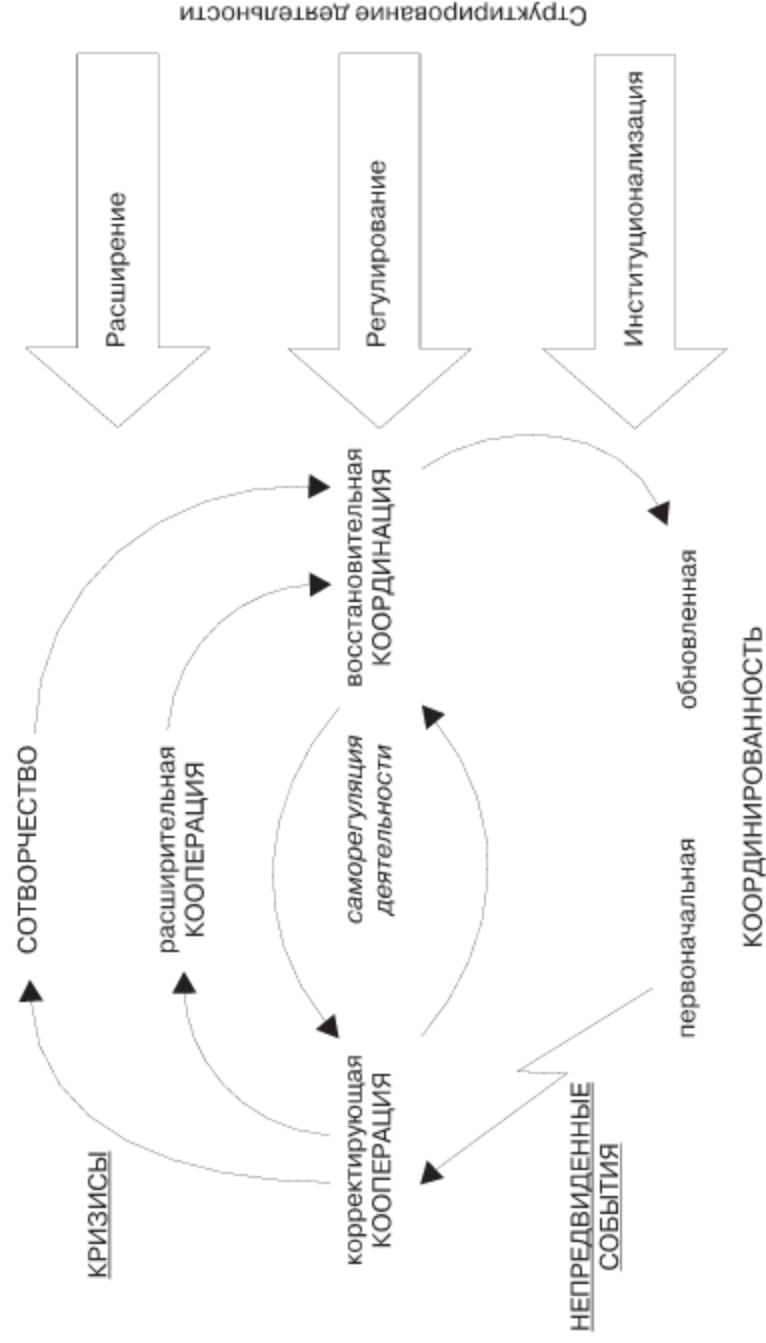 СОТВОРЧЕСТВО
КРИЗИСЫ
Расширение
расширительная
КООПЕРАЦИЯ
корректирующая
КООПЕРАЦИЯ
саморегуляция
деятельности
восстановительная
КООРДИНАЦИЯ
Регулирование
Структирирование деятельности
НЕПРЕДВИДЕННЫЕ
СОБЫТИЯ
первоначальная
обновленная
Институционализация
КООРДИНИРОВАННОСТЬ